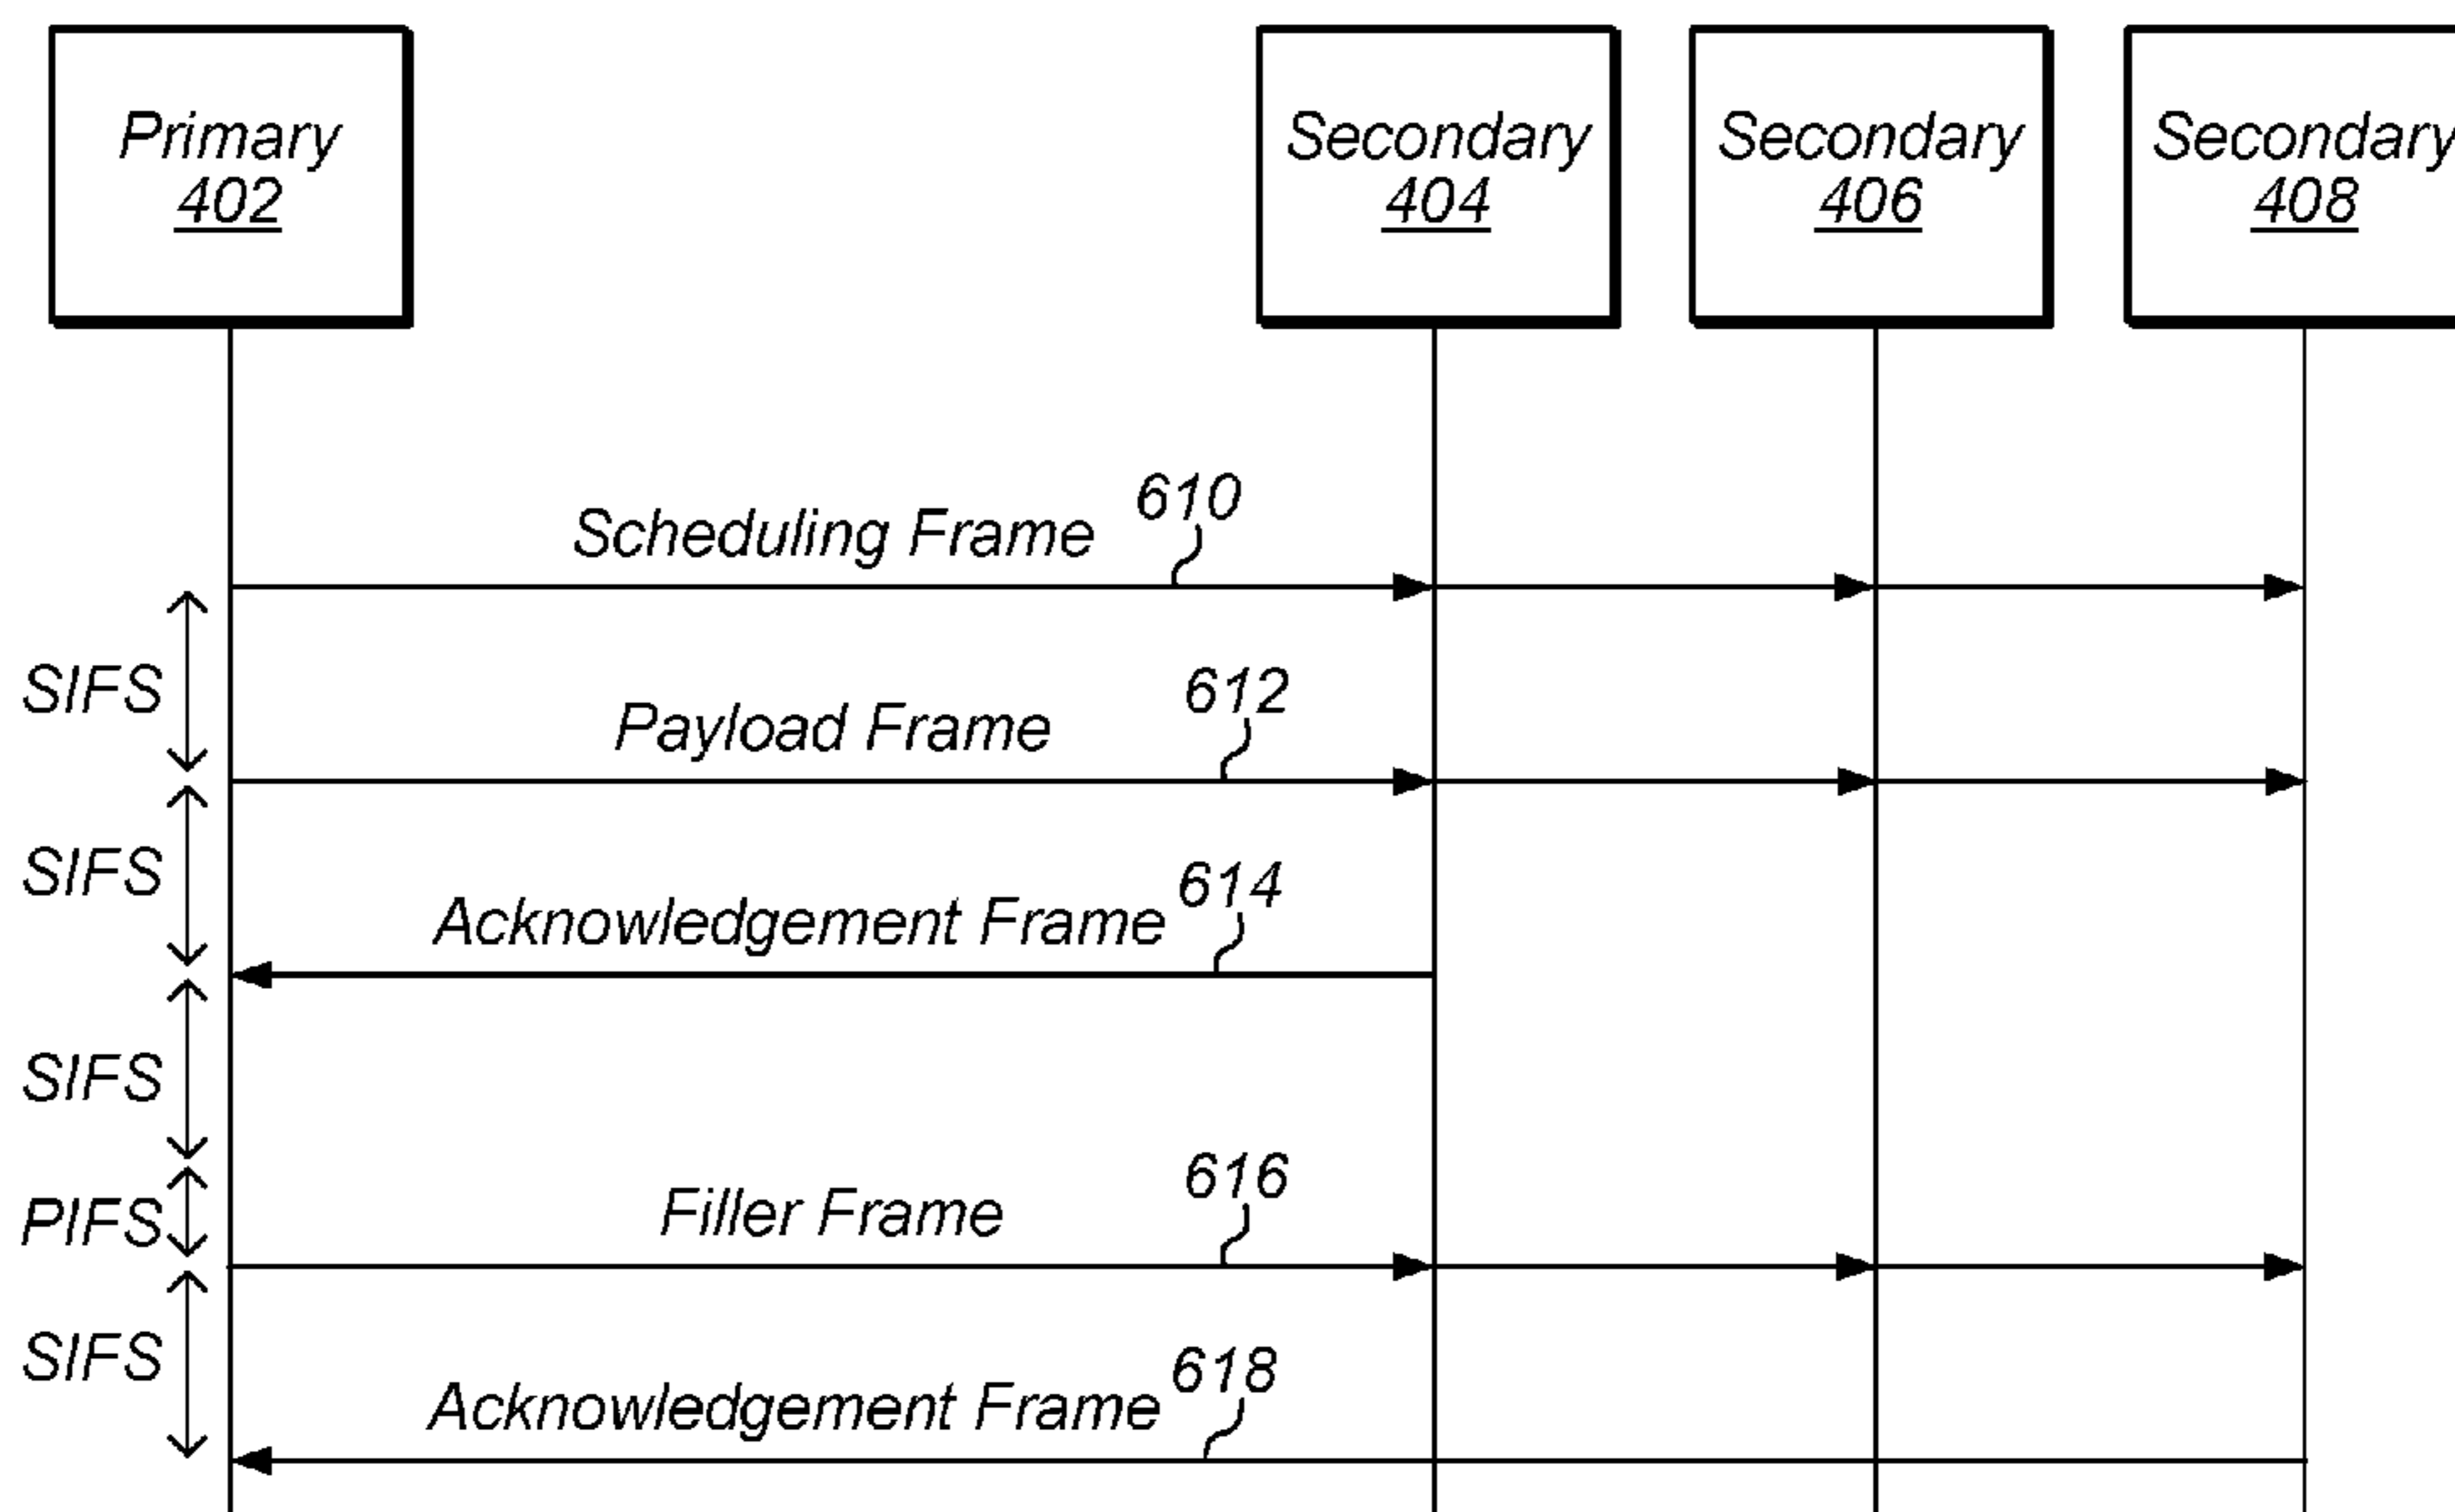 Primary
402
Secondary
404
Secondary
406
Secondary
408
Scheduling Frame 610
SIFS
Payload Frame 612
SIFS
Acknowledgement Frame 614
SIFS
PIFS
Filler Frame 616
SIFS
Acknowledgement Frame 618